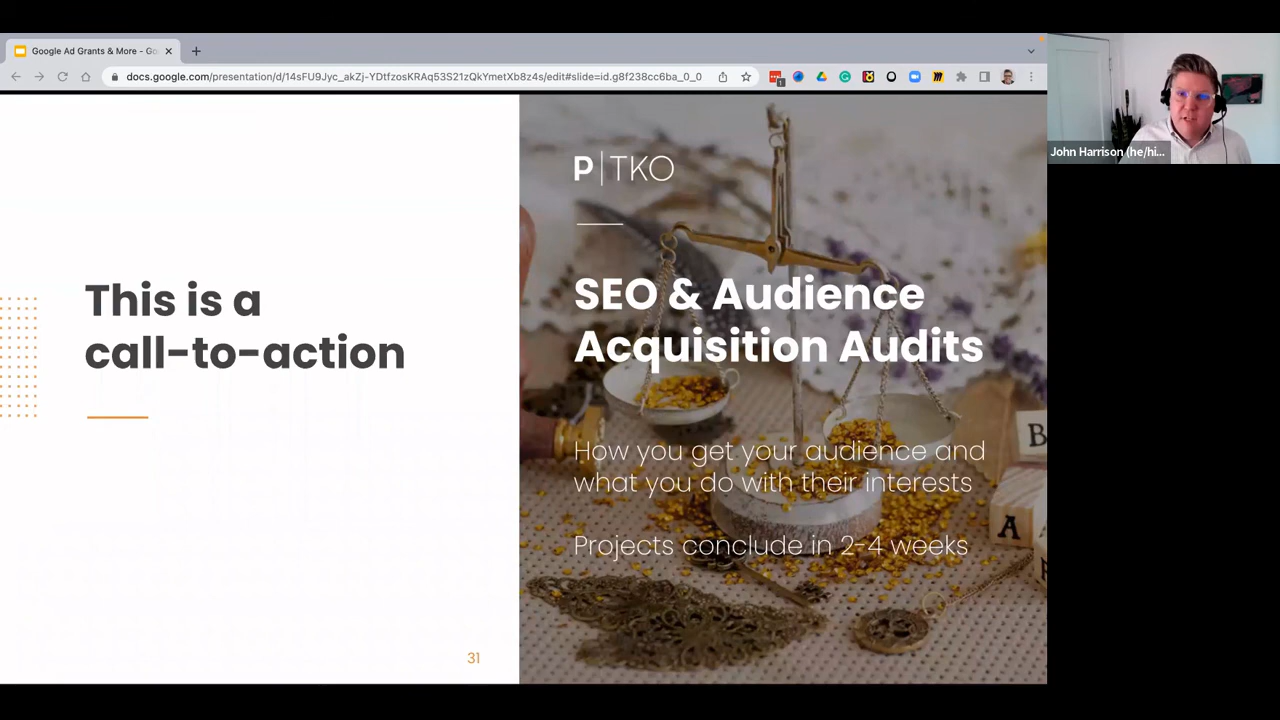 Google Ad Grants & More - Go
docs.google.com/presentation/d/14sFU9Jyc_akZj-YDtfzosKRAq53S21zQkYmetXb8z4s/edit#slide=id.g8f238cc6ba_0_0
1
John Harrison (he/hi...
This is a
call-to-action
31
P|TKO
SEO & Audience
Acquisition Audits
How you get your audience and
what you do with their interests
Projects conclude in 2-4 weeks
B
A